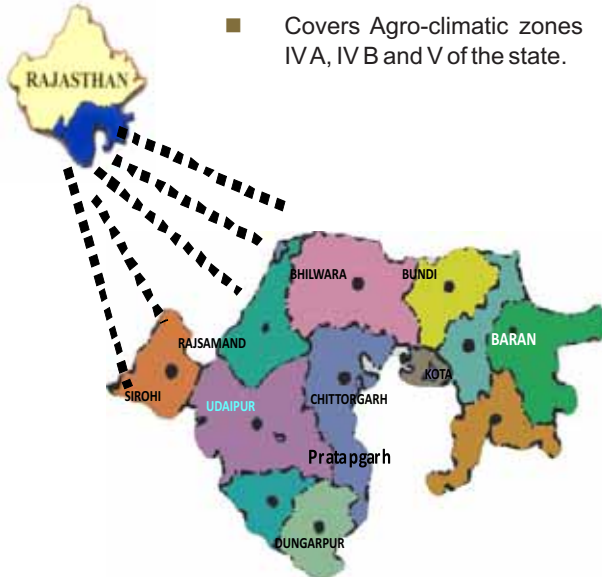 Covers Agro-climatic zones
IV A, IV B and V of the state.
RAJASTHAN
BHILWARA
BUNDI
RAJSAMAND
BARAN
KOTA
SIROHI
UDAIPUR
CHITTORGARH
Pratapgarh
DUNGARPUR